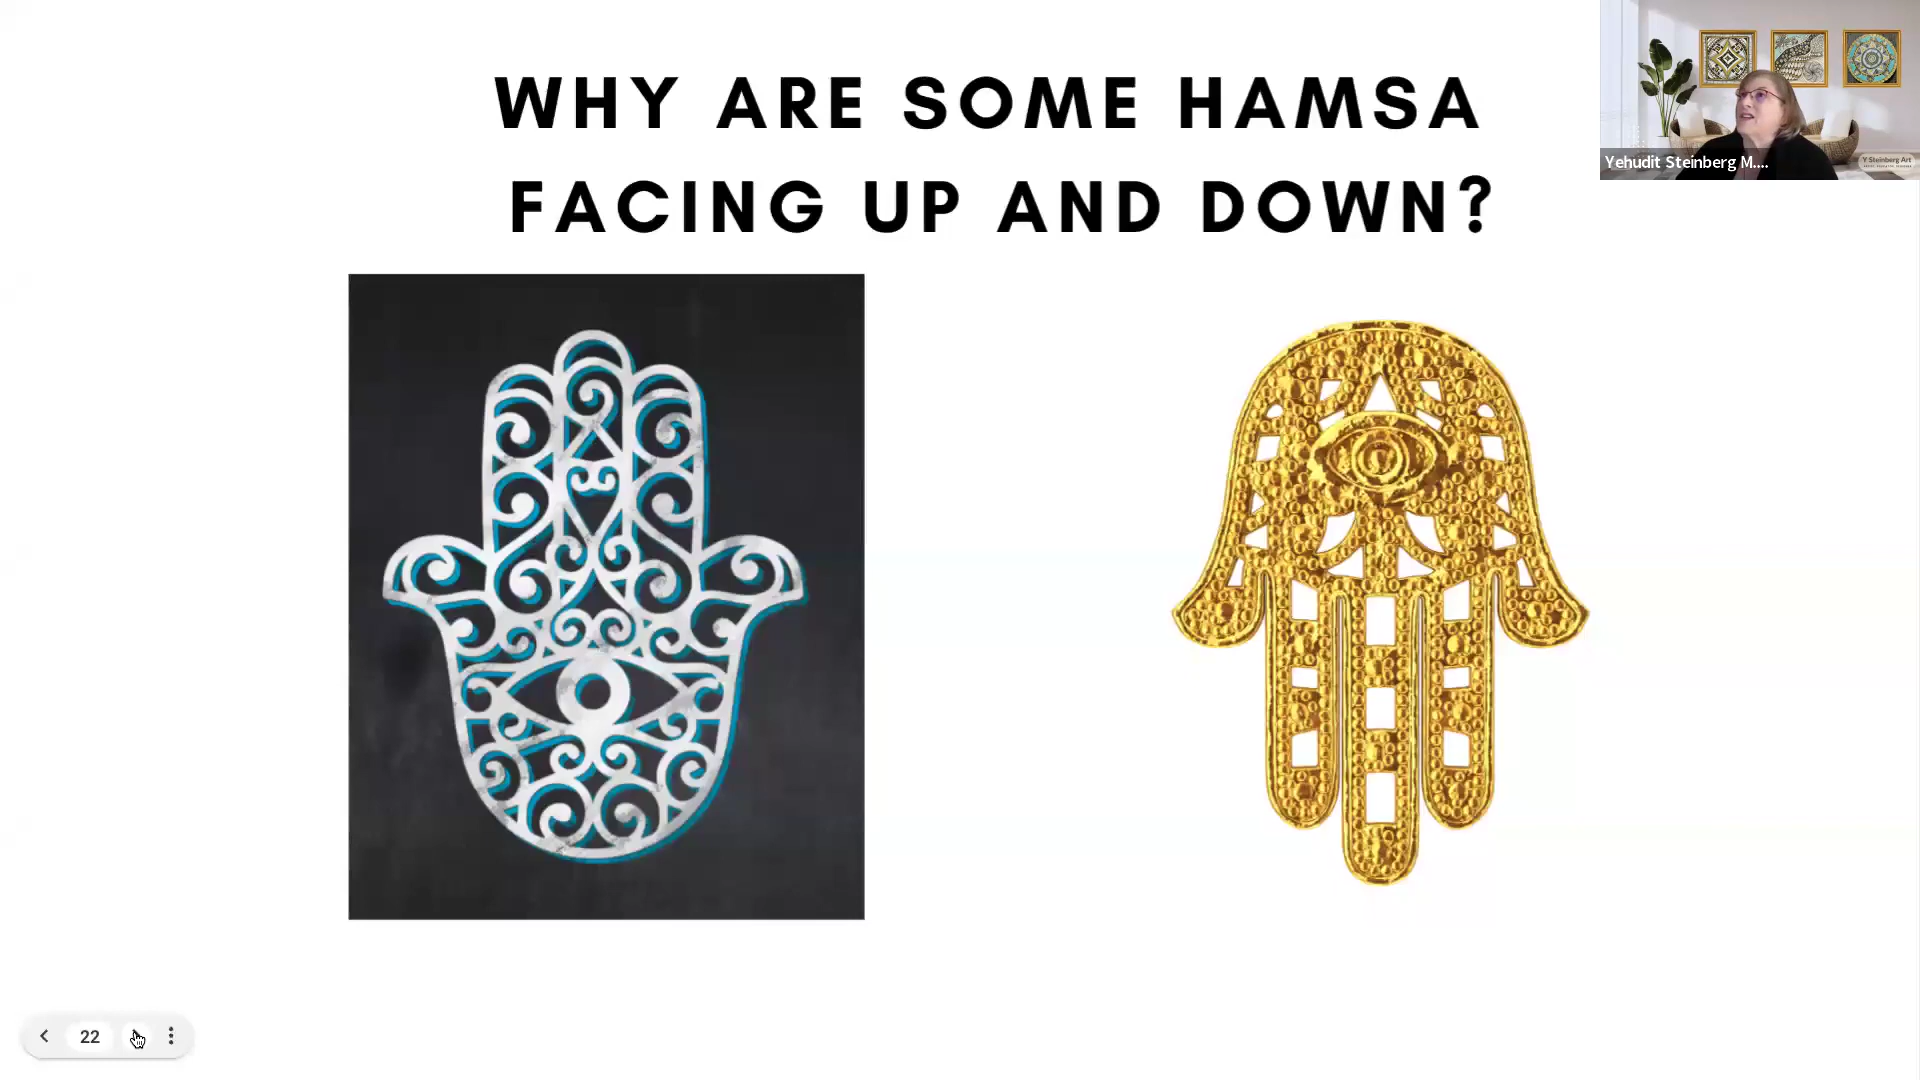 WHY ARE SOME HAMSA
FACING UP AND DOWN?
Yehudit Steinberg M....
Y. Steinberg Art
22